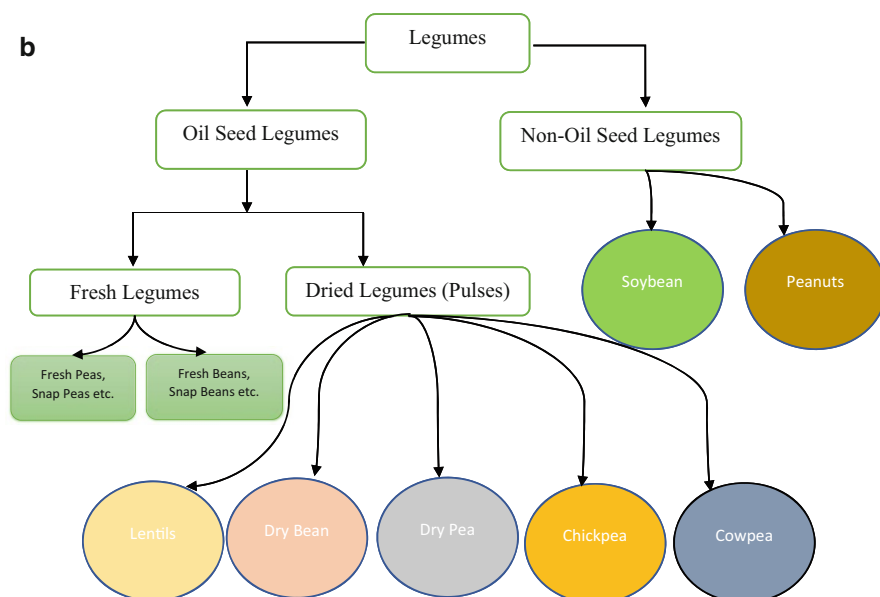 b
Legumes
Oil Seed Legumes
Non-Oil Seed Legumes
Soybean
Peanuts
Fresh Legumes
Dried Legumes (Pulses)
Fresh Peas,
Snap Peas etc.
Fresh Beans,
Snap Beans etc.
Lentils
Dry Bean
Dry Pea
Chickpea
Cowpea